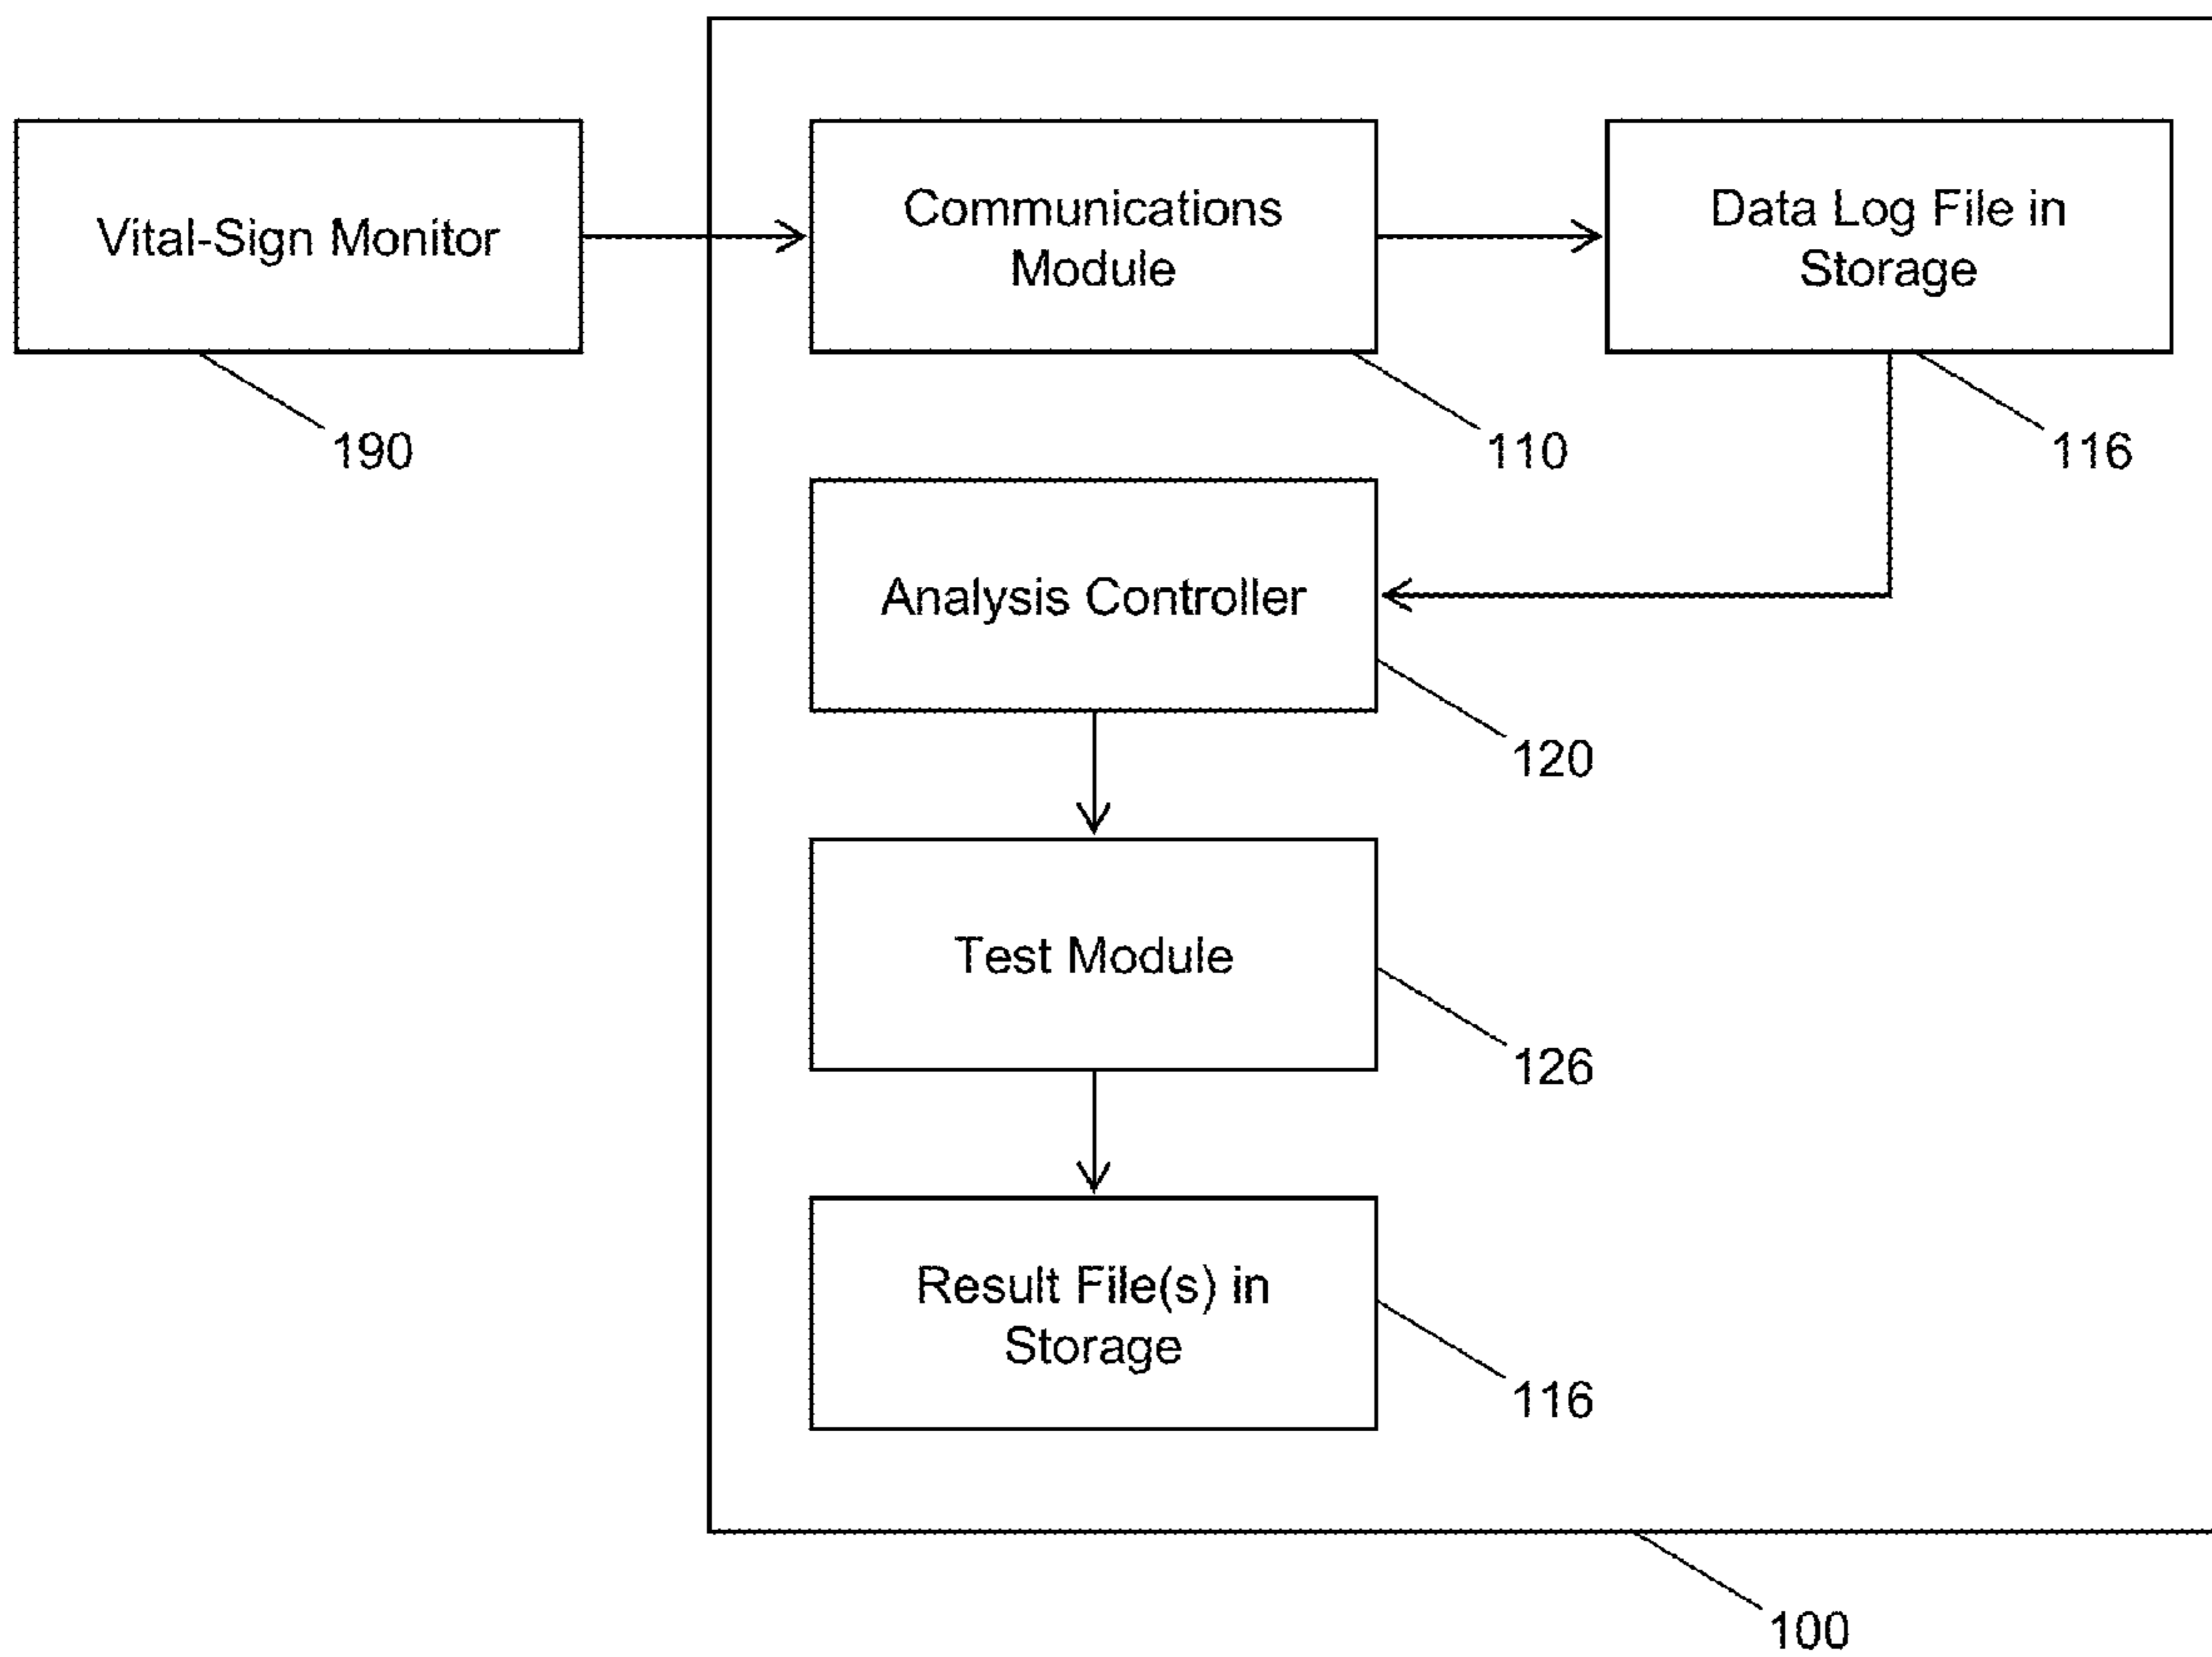 Vital-Sign Monitor
Communications
Module
Data Log File in
Storage
190
110
116
Analysis Controller
120
Test Module
126
Result File(s) in
Storage
116
100